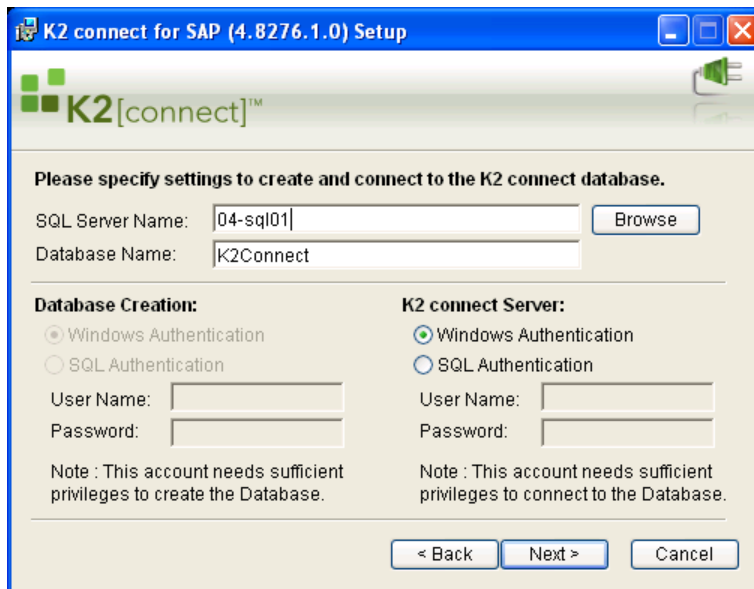 K2 connect for SAP (4.8276.1.0) Setup
K2[connect]™
Please specify settings to create and connect to the K2 connect database.
SQL Server Name: 04-sql01 Browse
Database Name: K2Connect
Database Creation:
Windows Authentication
SQL Authentication
User Name:
Password:
Note : This account needs sufficient
privileges to create the Database.
K2 connect Server:
Windows Authentication
SQL Authentication
User Name:
Password:
Note : This account needs sufficient
privileges to connect to the Database.
< Back Next > Cancel